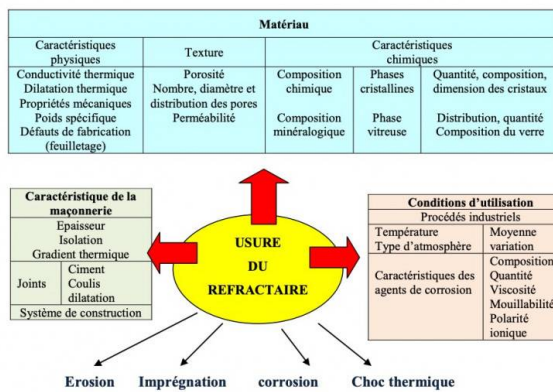 Matériau
Caractéristiques physiques
Texture
Caractéristiques chimiques
Conductivité thermique
Dilatation thermique
Propriétés mécaniques
Poids spécifique
Défauts de fabrication
(feuilletage)
Porosité
Nombre, diamètre et
distribution des pores
Perméabilité
Composition
chimique
Composition
minéralogique
Phases
cristallines
Phase
vitreuse
Quantité, composition,
dimension des cristaux
Distribution, quantité
Composition du verre
Caractéristique de la
maçonnerie
Epaisseur
Isolation
Gradient thermique
Joints
Ciment
Coulis
dilatation
Système de construction
USURE
DU
REFRACTAIRE
Conditions d'utilisation
Procédés industriels
Température
Type d'atmosphère
Moyenne
variation
Caractéristiques des
agents de corrosion
Composition
Quantité
Viscosité
Mouillabilité
Polarité
ionique
Erosion Imprégnation corrosion Choc thermique